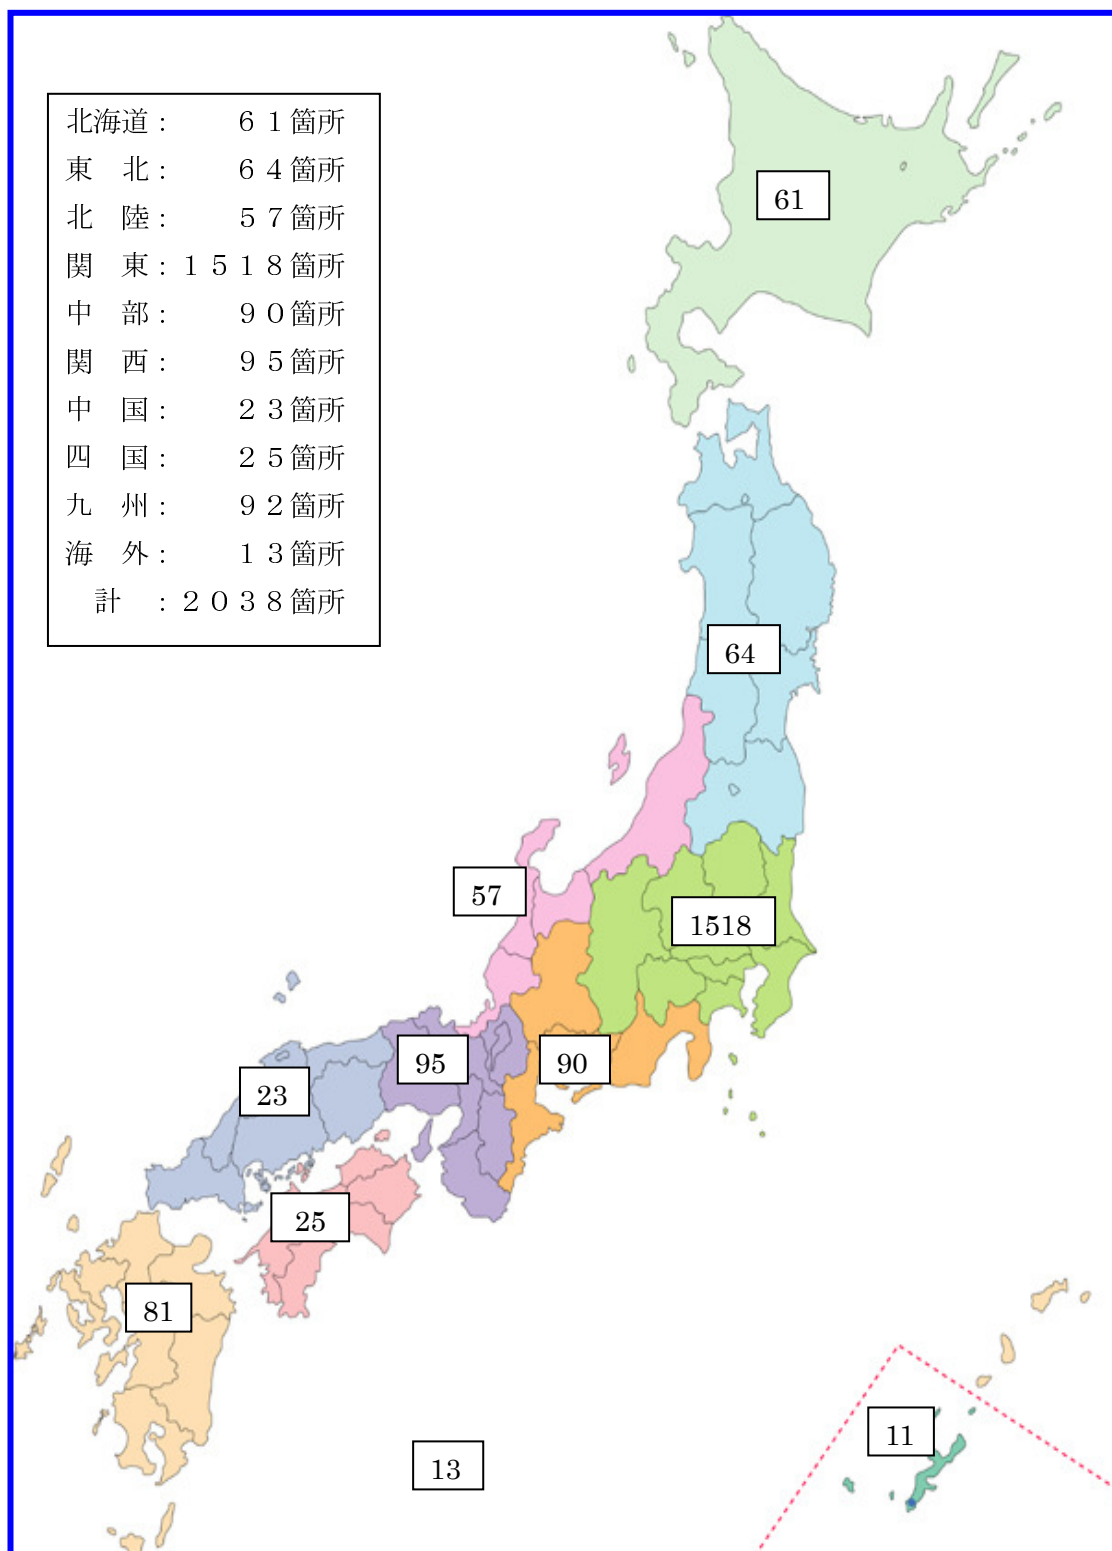 北海道：　　６１箇所
東　北：　　６４箇所
北　陸：　　５７箇所
関　東：１５１８箇所
中　部：　　９０箇所
関　西：　　９５箇所
中　国：　　２３箇所
四　国：　　２５箇所
九　州：　　９２箇所
海　外：　　１３箇所
計　：２０３８箇所
61
64
57
1518
95
90
23
25
81
11
13